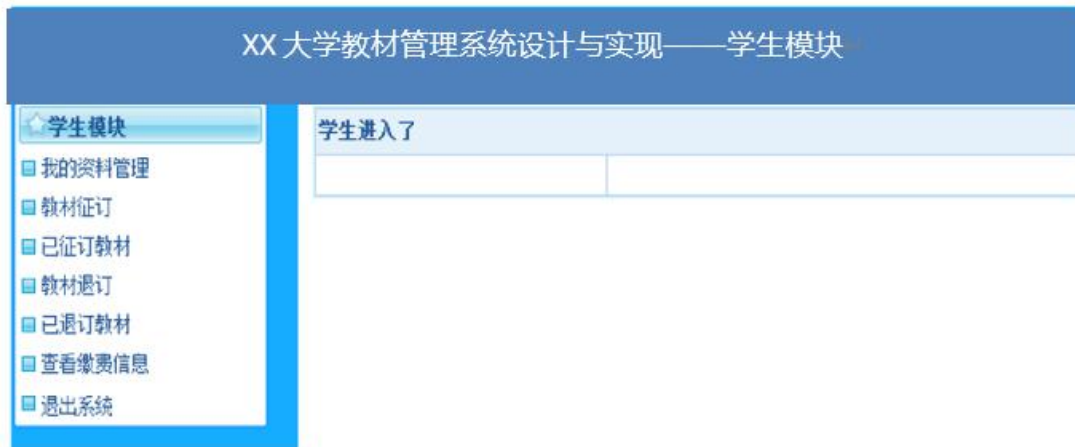 XX 大学教材管理系统设计与实现——学生模块
学生模块
我的资料管理
教材征订
已征订教材
教材退订
已退订教材
查看缴费信息
退出系统
学生进入了